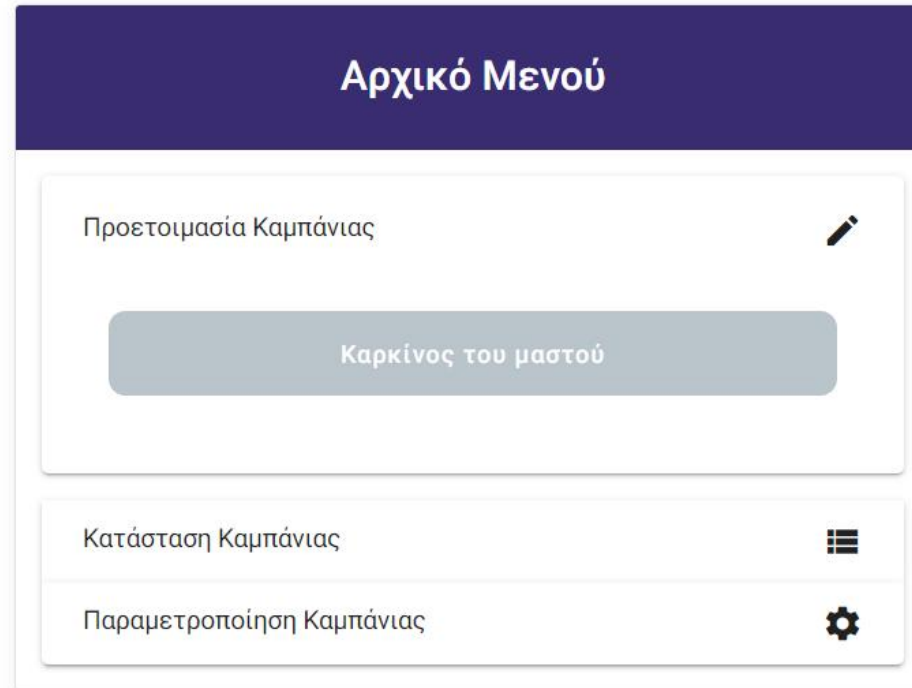 Αρχικό Μενού
Προετοιμασία Καμπάνιας
Καρκίνος του μαστού
Κατάσταση Καμπάνιας
Παραμετροποίηση Καμπάνιας